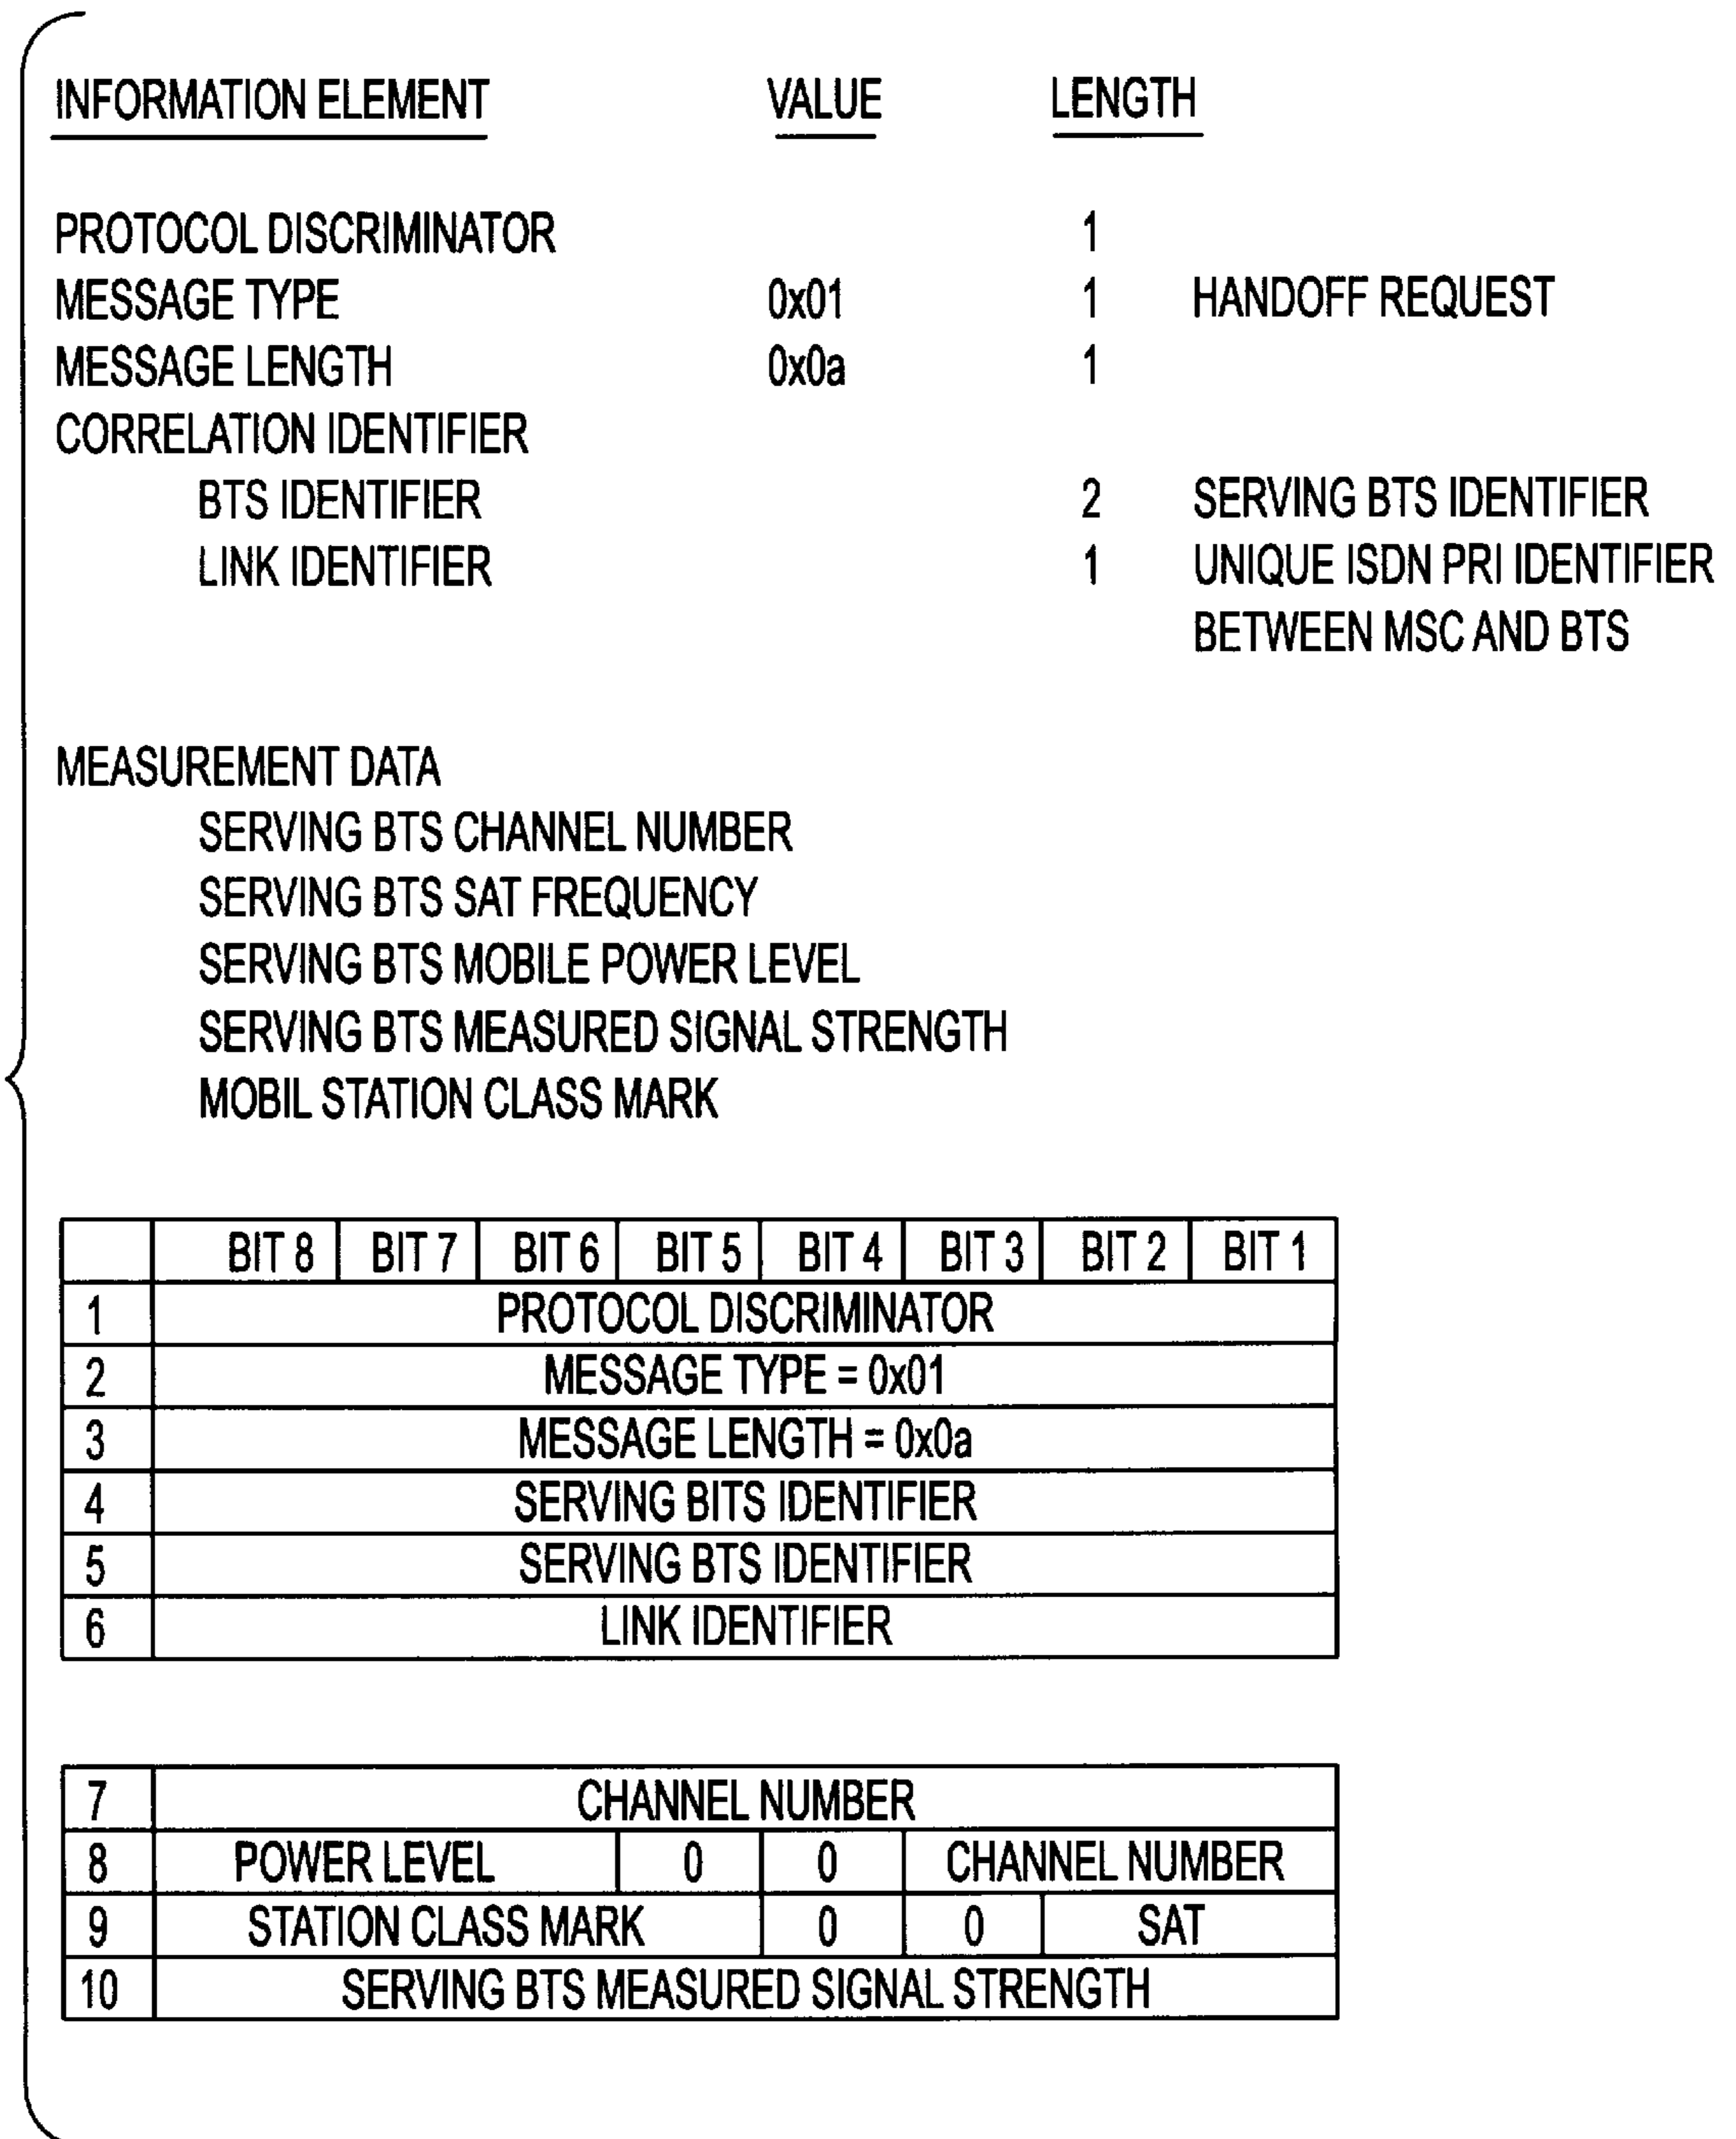 INFORMATION ELEMENT VALUE LENGTH
PROTOCOL DISCRIMINATOR 1
MESSAGE TYPE 0x01 1 HANDOFF REQUEST
MESSAGE LENGTH 0x0a 1
CORRELATION IDENTIFIER
BTS IDENTIFIER 2 SERVING BTS IDENTIFIER
LINK IDENTIFIER 1 UNIQUE ISDN PRI IDENTIFIER
BETWEEN MSC AND BTS
MEASUREMENT DATA
SERVING BTS CHANNEL NUMBER
SERVING BTS SAT FREQUENCY
SERVING BTS MOBILE POWER LEVEL
SERVING BTS MEASURED SIGNAL STRENGTH
MOBIL STATION CLASS MARK
BIT 8 BIT 7 BIT 6 BIT 5 BIT 4 BIT 3 BIT 2 BIT 1
1 PROTOCOL DISCRIMINATOR
2 MESSAGE TYPE = 0x01
3 MESSAGE LENGTH = 0x0a
4 SERVING BITS IDENTIFIER
5 SERVING BTS IDENTIFIER
6 LINK IDENTIFIER
7 CHANNEL NUMBER
8 POWER LEVEL 0 0 CHANNEL NUMBER
9 STATION CLASS MARK 0 0 SAT
10 SERVING BTS MEASURED SIGNAL STRENGTH